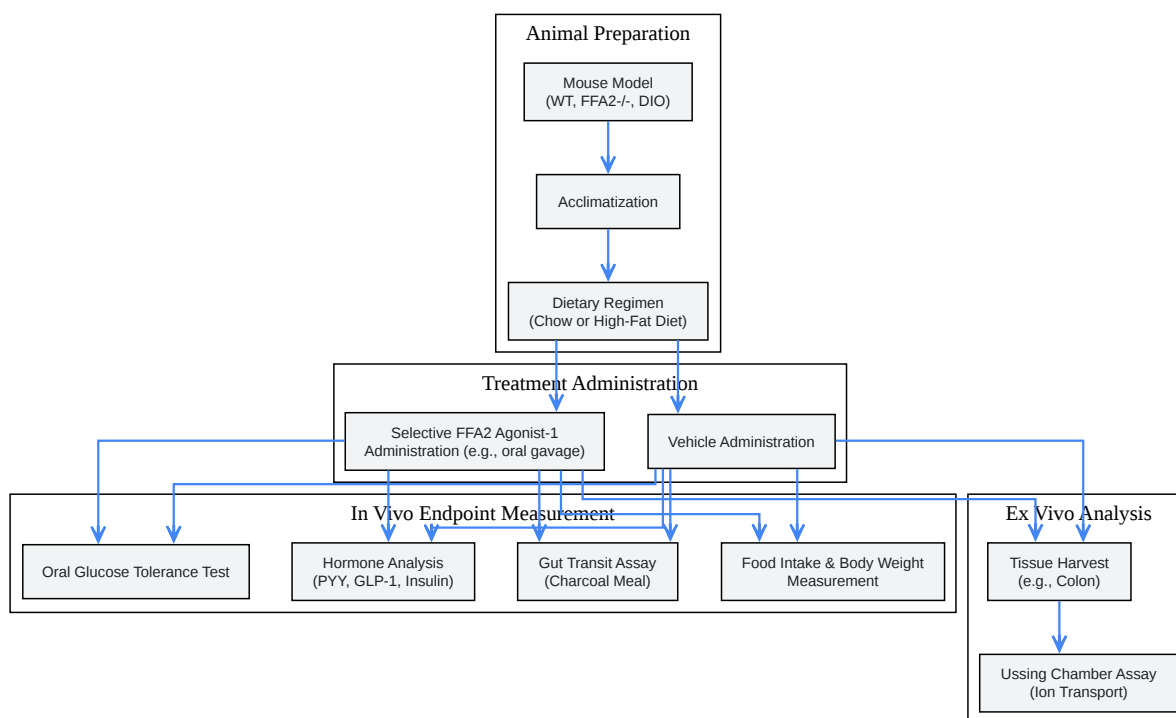 Animal Preparation
Mouse Model
(WT, FFA2-/-, DIO)
Acclimatization
Dietary Regimen
(Chow or High-Fat Diet)
Treatment Administration
Selective FFA2 Agonist-1
Administration (e.g., oral gavage)
Vehicle Administration
In Vivo Endpoint Measurement
Oral Glucose Tolerance Test
Hormone Analysis
(PYY, GLP-1, Insulin)
Gut Transit Assay
(Charcoal Meal)
Food Intake & Body Weight
Measurement
Ex Vivo Analysis
Tissue Harvest
(e.g., Colon)
Ussing Chamber Assay
(Ion Transport)